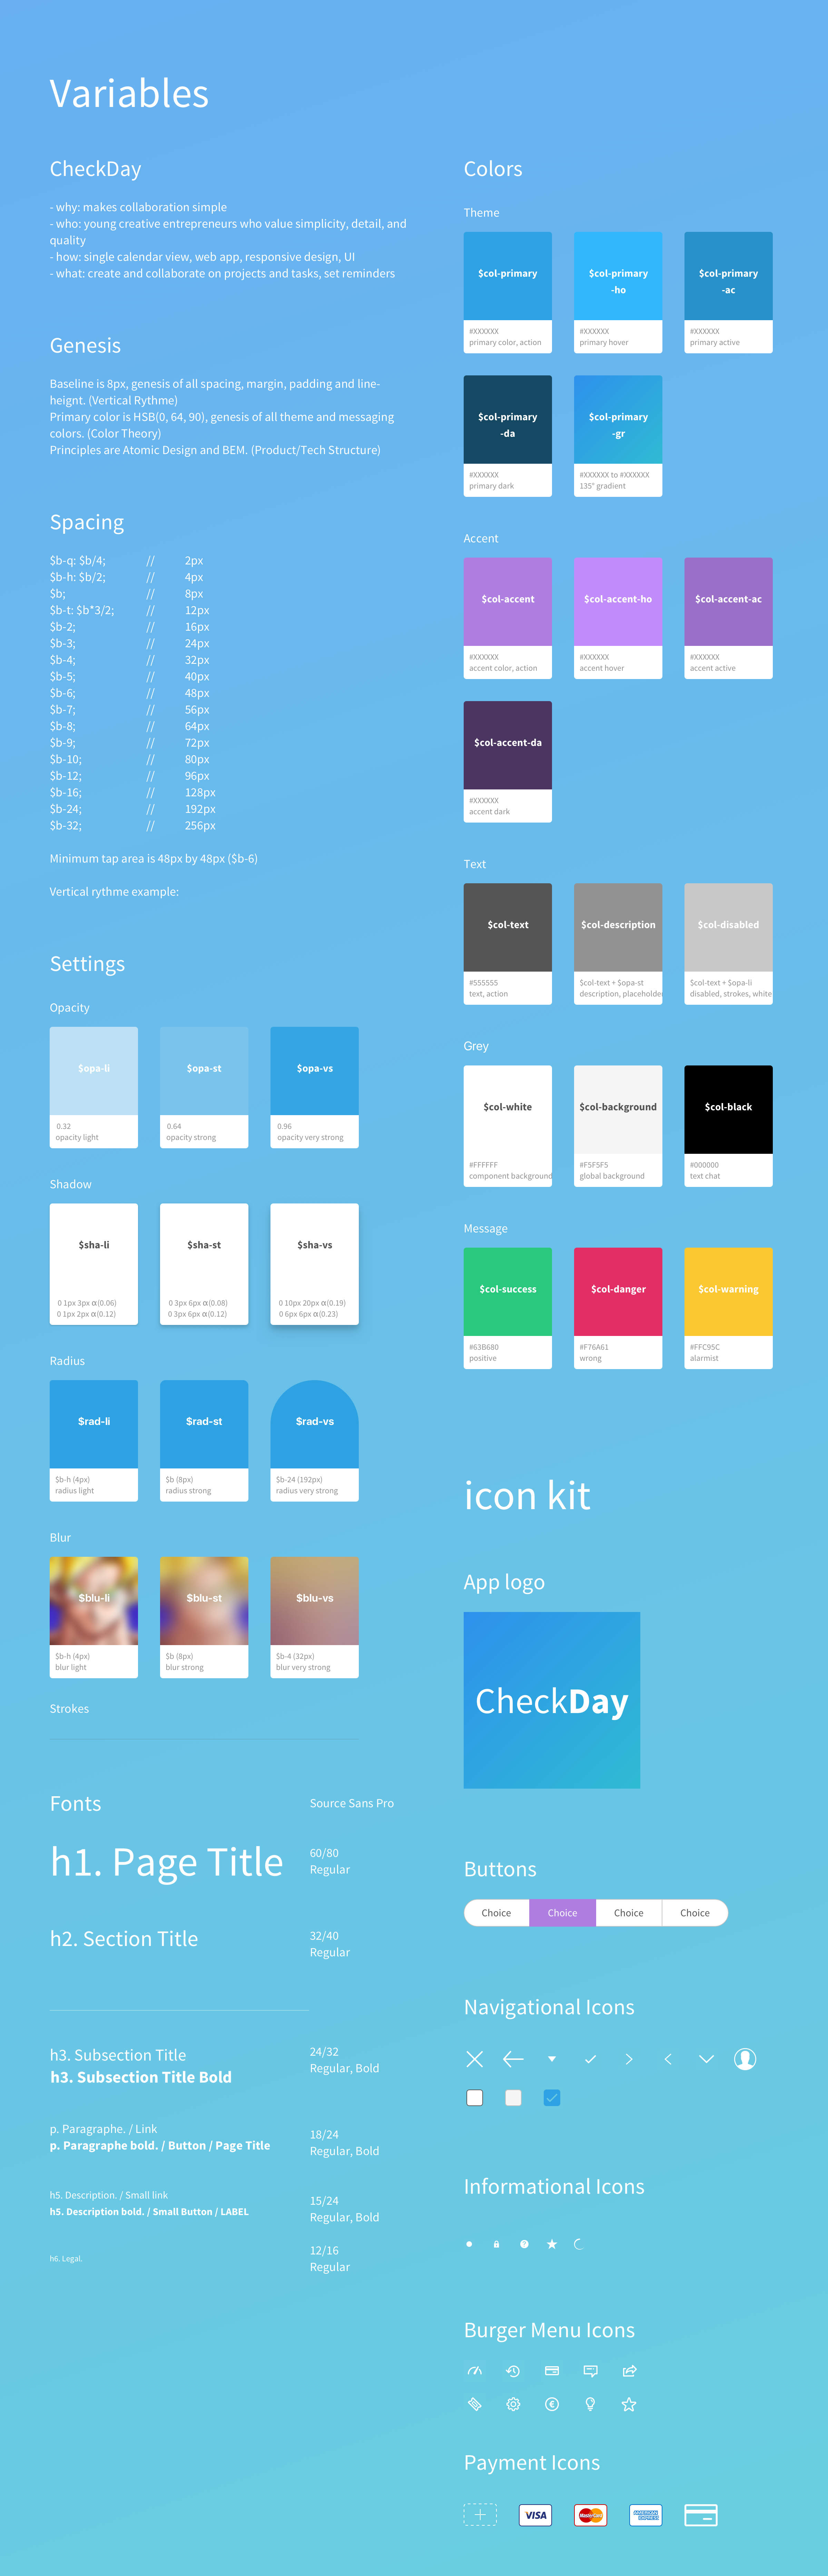 Variables
CheckDay
- why: makes collaboration simple
- who: young creative entrepreneurs who value simplicity, detail, and
quality
- how: single calendar view, web app, responsive design, UI
- what: create and collaborate on projects and tasks, set reminders
Genesis
Baseline is 8px, genesis of all spacing, margin, padding and line-
heignt. (Vertical Rythme)
Primary color is HSB(0, 64, 90), genesis of all theme and messaging
colors. (Color Theory)
Principles are Atomic Design and BEM. (Product/Tech Structure)
Spacing
$b-q: $b/4; // 2px
$b-h: $b/2; // 4px
$b; // 8px
$b-t: $b*3/2; // 12px
$b-2; // 16px
$b-3; // 24px
$b-4; // 32px
$b-5; // 40px
$b-6; // 48px
$b-7; // 56px
$b-8; // 64px
$b-9; // 72px
$b-10; // 80px
$b-12; // 96px
$b-16; // 128px
$b-24; // 192px
$b-32; // 256px
Minimum tap area is 48px by 48px ($b-6)
Vertical rythme example:
Settings
Opacity
$opa-li $opa-st $opa-vs
0.32 0.64 0.96
opacity light opacity strong opacity very strong
Shadow
$sha-li $sha-st $sha-vs
0 1px 3px α(0.06) 0 3px 6px α(0.08) 0 10px 20px α(0.19)
0 1px 2px α(0.12) 0 3px 6px α(0.12) 0 6px 6px α(0.23)
Radius
$rad-li $rad-st $rad-vs
$b-h (4px) $b (8px) $b-24 (192px)
radius light radius strong radius very strong
Blur
$blu-li $blu-st $blu-vs
$b-h (4px) $b (8px) $b-4 (32px)
blur light blur strong blur very strong
Strokes
Fonts Source Sans Pro
h1. Page Title 60/80
Regular
h2. Section Title 32/40
Regular
h3. Subsection Title 24/32
h3. Subsection Title Bold Regular, Bold
p. Paragraphe. / Link 18/24
p. Paragraphe bold. / Button / Page Title Regular, Bold
h5. Description. / Small link 15/24
h5. Description bold. / Small Button / LABEL Regular, Bold
h6. Legal. 12/16
Regular
Colors
Theme
$col-primary $col-primary $col-primary
-ho -ac
#XXXXXX #XXXXXX #XXXXXX
primary color, action primary hover primary active
$col-primary $col-primary
-da -gr
#XXXXXX #XXXXXX to #XXXXXX
primary dark 135° gradient
Accent
$col-accent $col-accent-ho $col-accent-ac
#XXXXXX #XXXXXX #XXXXXX
accent color, action accent hover accent active
$col-accent-da
#XXXXXX
accent dark
Text
$col-text $col-description $col-disabled
#555555 $col-text + $opa-st $col-text + $opa-li
text, action description, placeholde disabled, strokes, white
Grey
$col-white $col-background $col-black
#FFFFFF #F5F5F5 #000000
component background global background text chat
Message
$col-success $col-danger $col-warning
#63B680 #F76A61 #FFC95C
positive wrong alarmist
icon kit
App logo
CheckDay
Buttons
Choice Choice Choice Choice
Navigational Icons
Informational Icons
?
Burger Menu Icons
€
Payment Icons
VISA MasterCard AMERICAN
EXPRESS